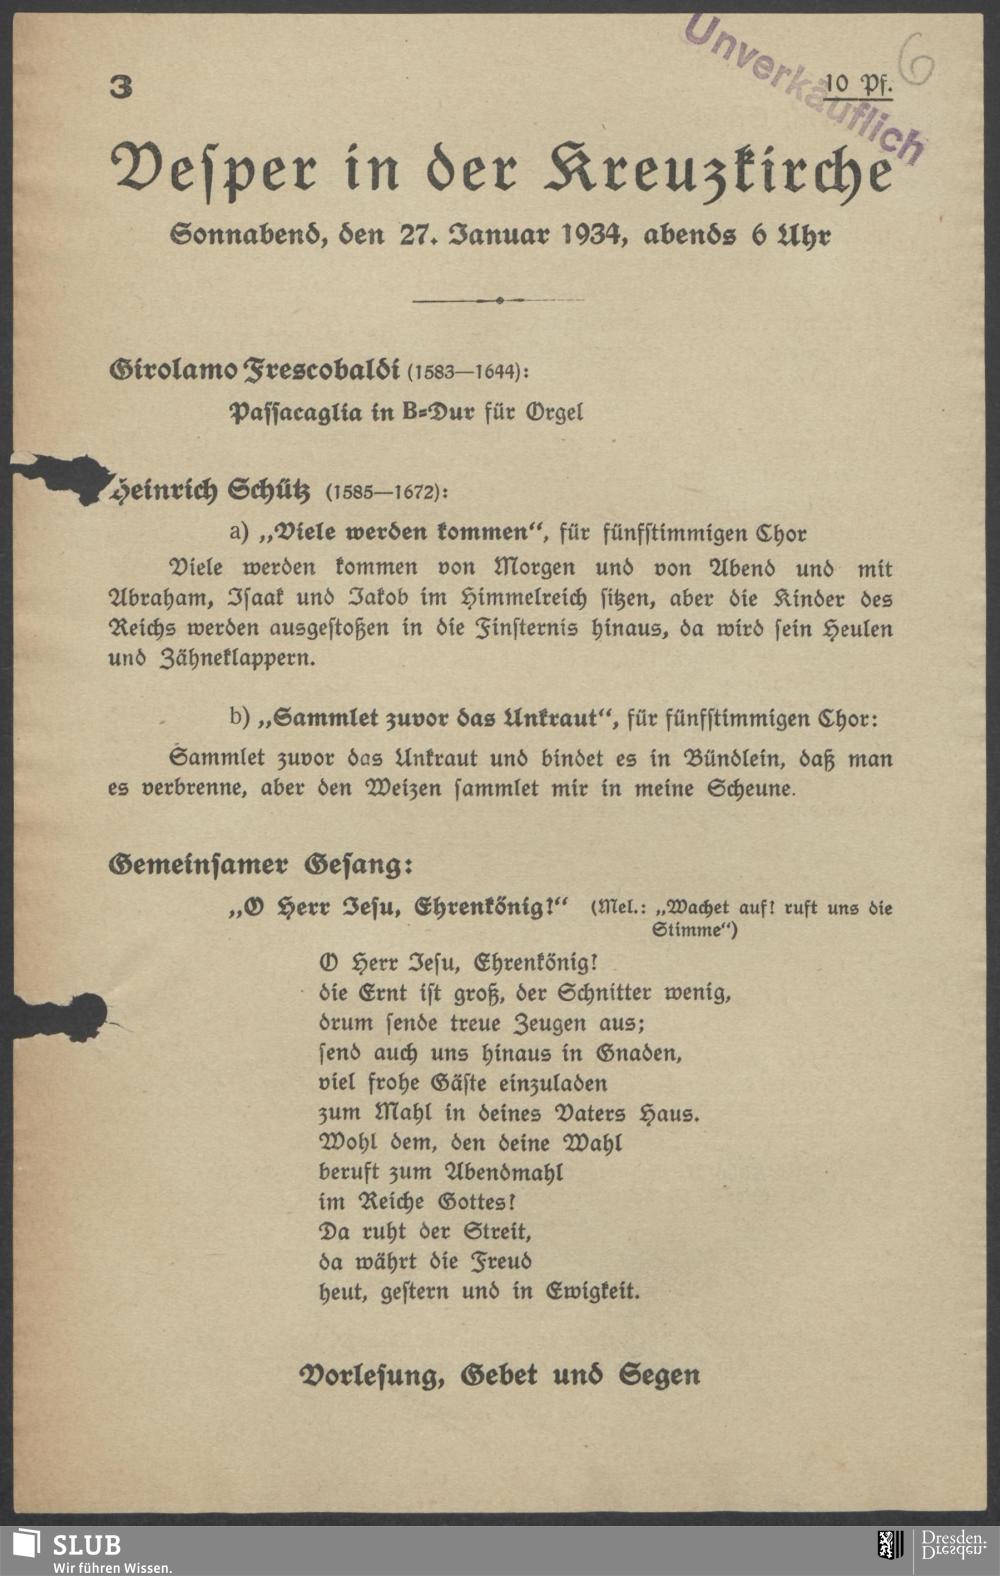 Unverkäuflich
6
3
10 Pf.
Vesper in der Kreuzkirche
Sonnabend, den 27. Januar 1934, abends 6 Uhr
Girolamo Frescobaldi (1583—1644):
Passacaglia in B-Dur für Orgel
Heinrich Schütz (1585—1672):
a) „Viele werden kommen“, für fünfstimmigen Chor
Viele werden kommen von Morgen und von Abend und mit
Abraham, Isaak und Jakob im Himmelreich sitzen, aber die Kinder des
Reichs werden ausgestoßen in die Finsternis hinaus, da wird sein Heulen
und Zähneklappern.
b) „Sammlet zuvor das Unkraut“, für fünfstimmigen Chor:
Sammlet zuvor das Unkraut und bindet es in Bündlein, daß man
es verbrenne, aber den Weizen sammlet mir in meine Scheune.
Gemeinsamer Gesang:
„O Herr Jesu, Ehrenkönig!“ (Mel.: „Wachet auf! ruft uns die
Stimme“)
O Herr Jesu, Ehrenkönig!
die Ernt ist groß, der Schnitter wenig,
drum sende treue Zeugen aus;
send auch uns hinaus in Gnaden,
viel frohe Gäste einzuladen
zum Mahl in deines Vaters Haus.
Wohl dem, den deine Wahl
beruft zum Abendmahl
im Reiche Gottes!
Da ruht der Streit,
da währt die Freud
heut, gestern und in Ewigkeit.
Vorlesung, Gebet und Segen
SLUB
Wir führen Wissen.
Dresden.
Dresden.